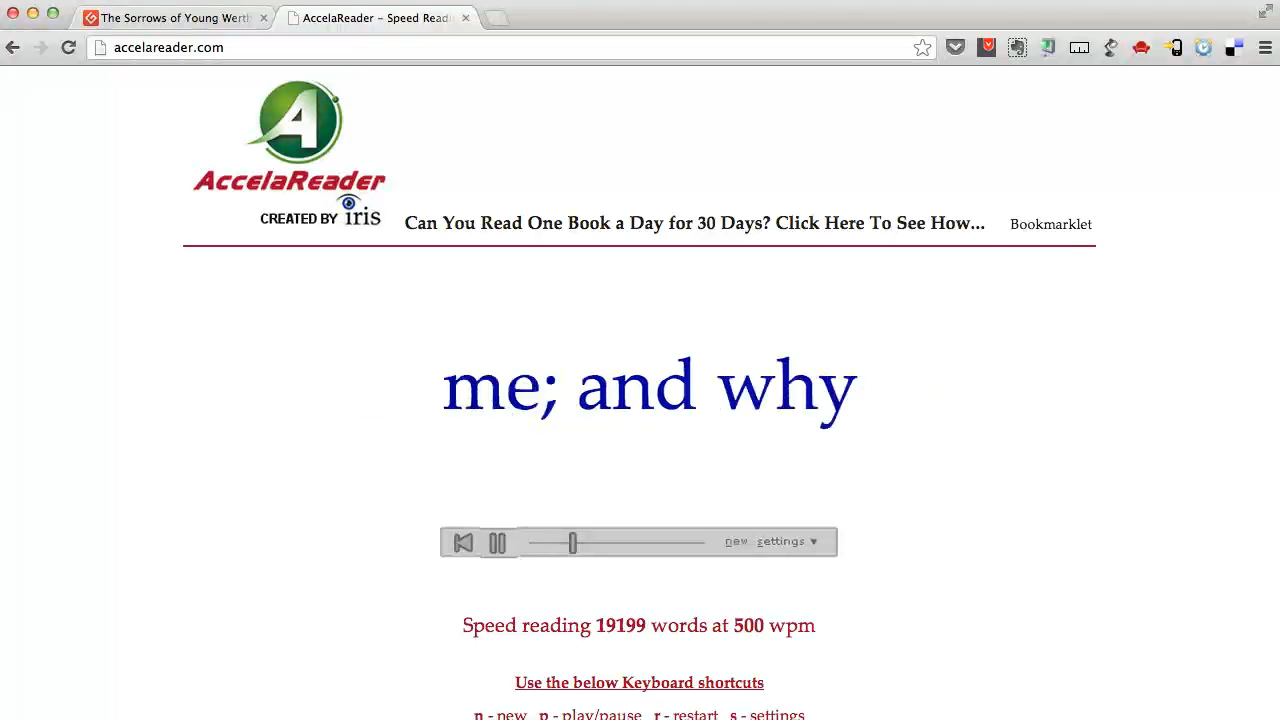 The Sorrows of Young Werth
AccelaReader – Speed Read
accelareader.com
A
AccelaReader
CREATED BY iris
Can You Read One Book a Day for 30 Days? Click Here To See How...
Bookmarklet
me; and why
new settings ▼
Speed reading 19199 words at 500 wpm
Use the below Keyboard shortcuts
n - new p - play/pause r - restart s - settings